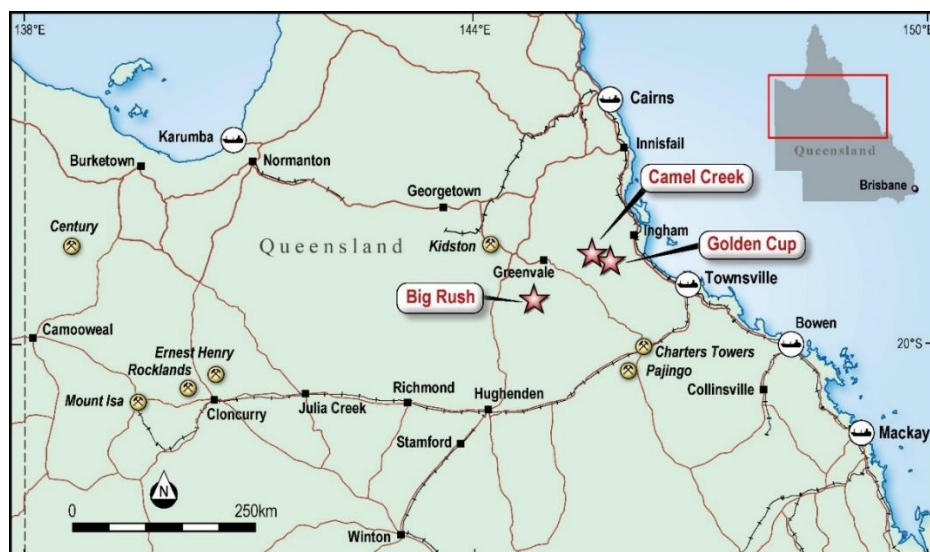 138°E
144°E
150°E
Cairns
Karumba
Innisfail
Burketown
Normanton
Camel Creek
Queensland
Brisbane
Georgetown
Century
Queensland
Kidston
Ingham
Golden Cup
Greenvale
Townsville
Big Rush
Bowen
Camooweal
Ernest Henry
Rocklands
Charters Towers
20°S
Pajingo
Mount Isa
Richmond
Hughenden
Collinsville
Cloncurry
Julia Creek
Stamford
Mackay
N
0
250km
Winton